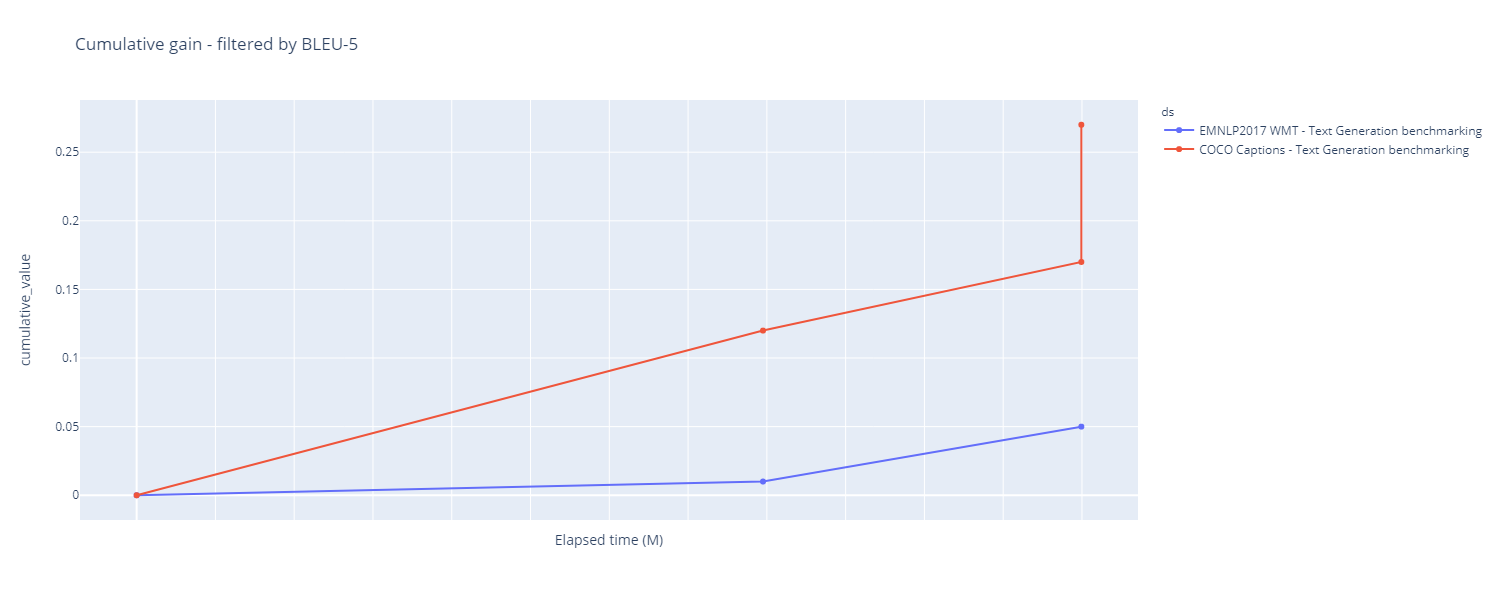 Cumulative gain - filtered by BLEU-5
ds
EMNLP2017 WMT - Text Generation benchmarking
COCO Captions - Text Generation benchmarking
cumulative_value
0.25
0.2
0.15
0.1
0.05
0
Elapsed time (M)